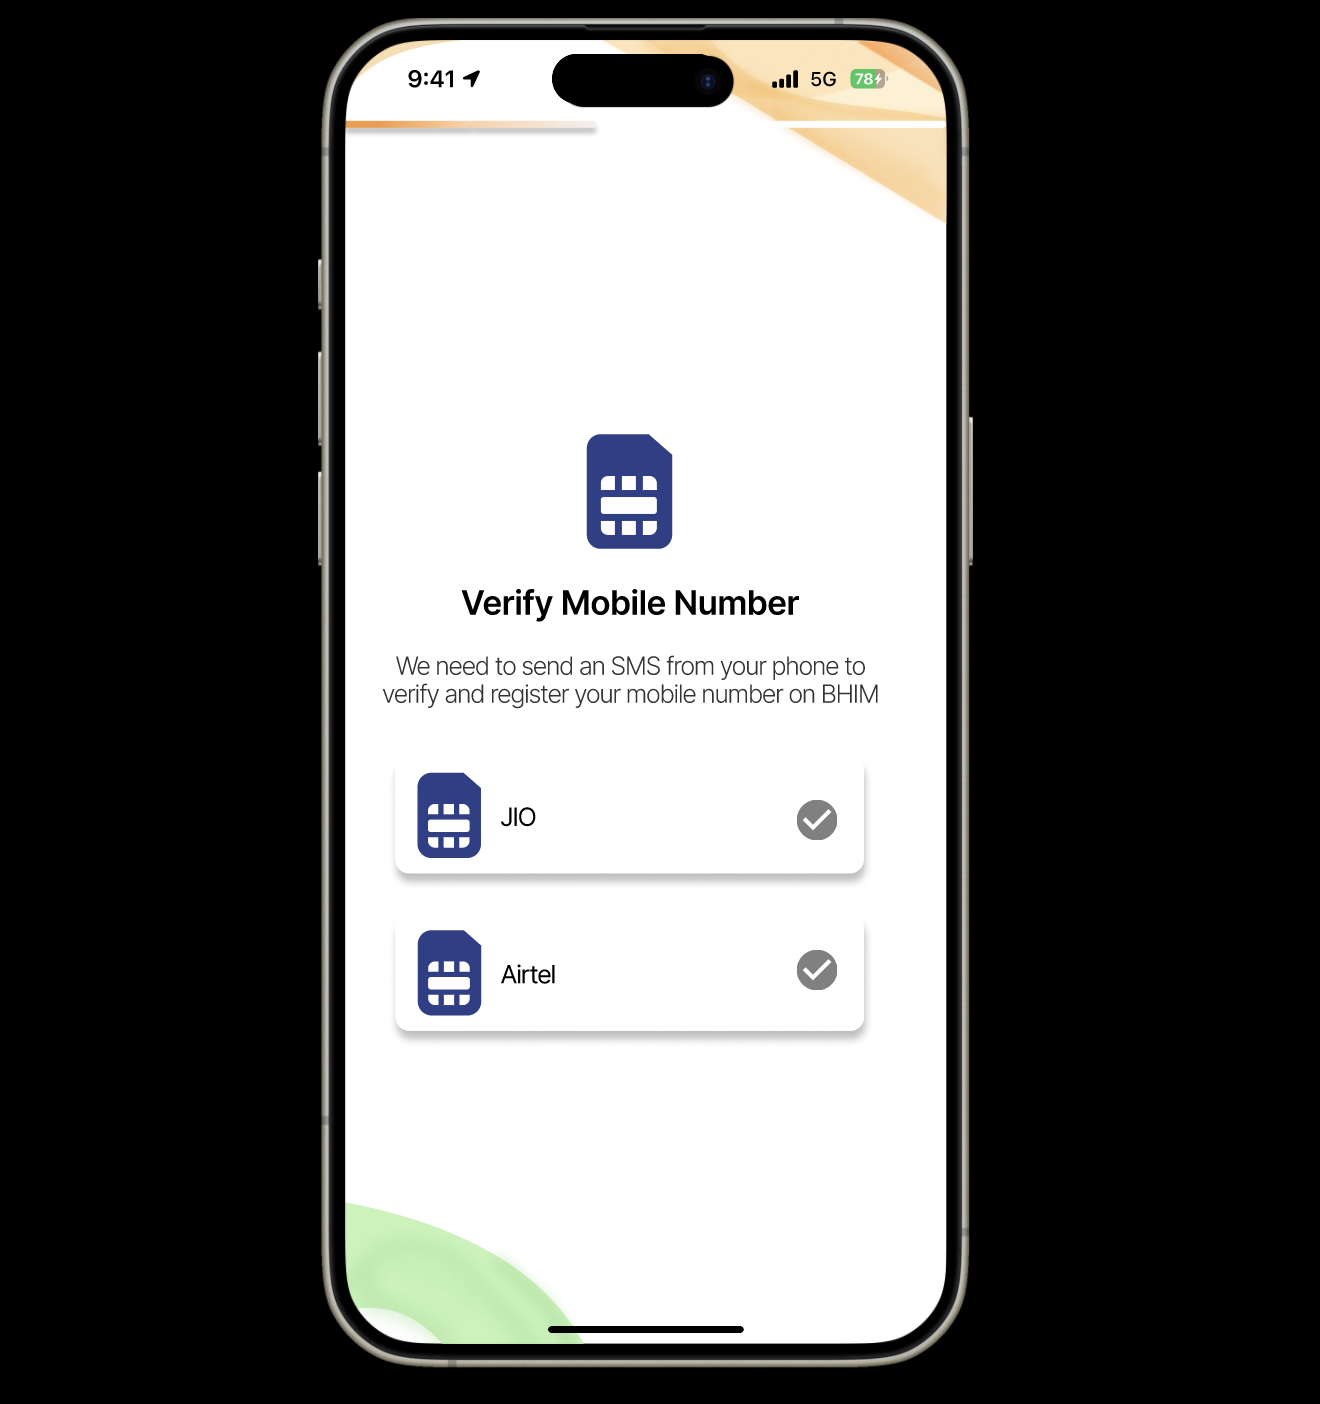 9:41
5G
78
Verify Mobile Number
We need to send an SMS from your phone to
verify and register your mobile number on BHIM
JIO
Airtel